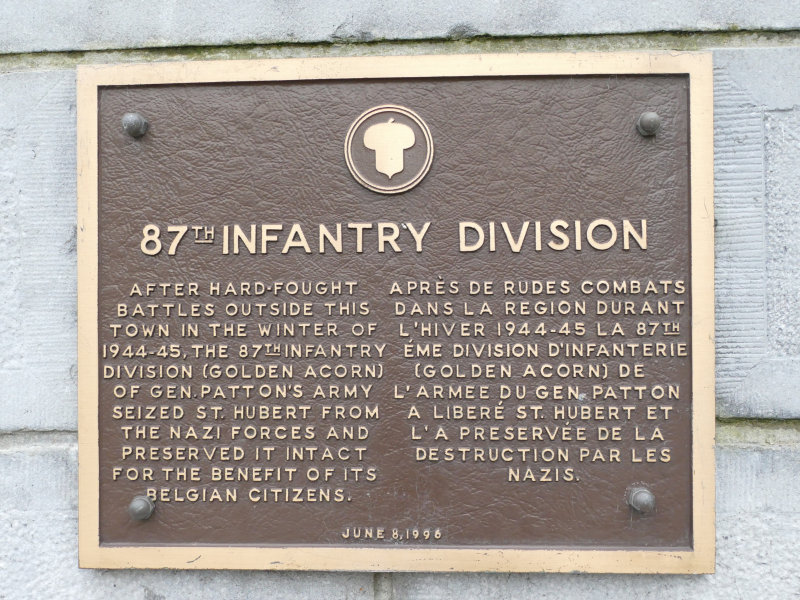 87TH INFANTRY DIVISION
AFTER HARD-FOUGHT
BATTLES OUTSIDE THIS
TOWN IN THE WINTER OF
1944-45, THE 87TH INFANTRY
DIVISION (GOLDEN ACORN)
OF GEN. PATTON'S ARMY
SEIZED ST. HUBERT FROM
THE NAZI FORCES AND
PRESERVED IT INTACT
FOR THE BENEFIT OF ITS
BELGIAN CITIZENS.
APRÈS DE RUDES COMBATS
DANS LA REGION DURANT
L'HIVER 1944-45 LA 87TH
ÉME DIVISION D'INFANTERIE
(GOLDEN ACORN) DE
L'ARMEE DU GEN. PATTON
A LIBERÉ ST. HUBERT ET
L'A PRESERVÉE DE LA
DESTRUCTION PAR LES
NAZIS.
JUNE 8, 1996